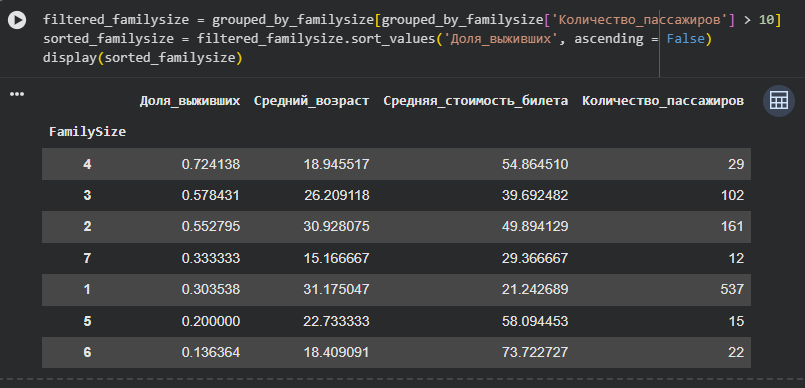 filtered_familysize = grouped_by_familysize[grouped_by_familysize['Количество_пассажиров'] > 10]
sorted_familysize = filtered_familysize.sort_values('Доля_выживших', ascending = False)
display(sorted_familysize)
Доля_выживших Средний_возраст Средняя_стоимость_билета Количество_пассажиров
FamilySize
4 0.724138 18.945517 54.864510 29
3 0.578431 26.209118 39.692482 102
2 0.552795 30.928075 49.894129 161
7 0.333333 15.166667 29.366667 12
1 0.303538 31.175047 21.242689 537
5 0.200000 22.733333 58.094453 15
6 0.136364 18.409091 73.722727 22